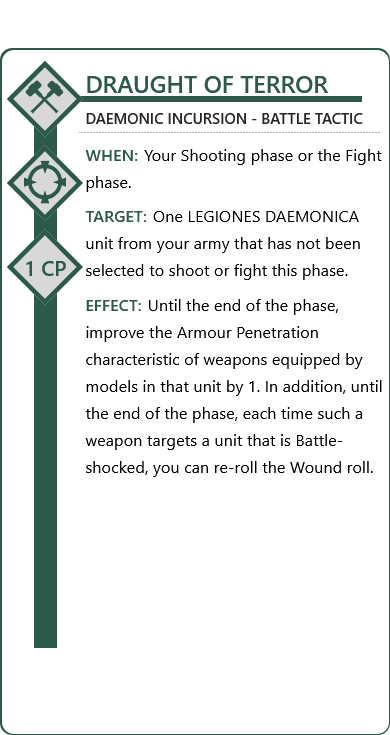 DRAUGHT OF TERROR
DAEMONIC INCURSION - BATTLE TACTIC
WHEN: Your Shooting phase or the Fight
phase.
TARGET: One LEGIONES DAEMONICA
unit from your army that has not been
selected to shoot or fight this phase.
1 CP
EFFECT: Until the end of the phase,
improve the Armour Penetration
characteristic of weapons equipped by
models in that unit by 1. In addition, until
the end of the phase, each time such a
weapon targets a unit that is Battle-
shocked, you can re-roll the Wound roll.